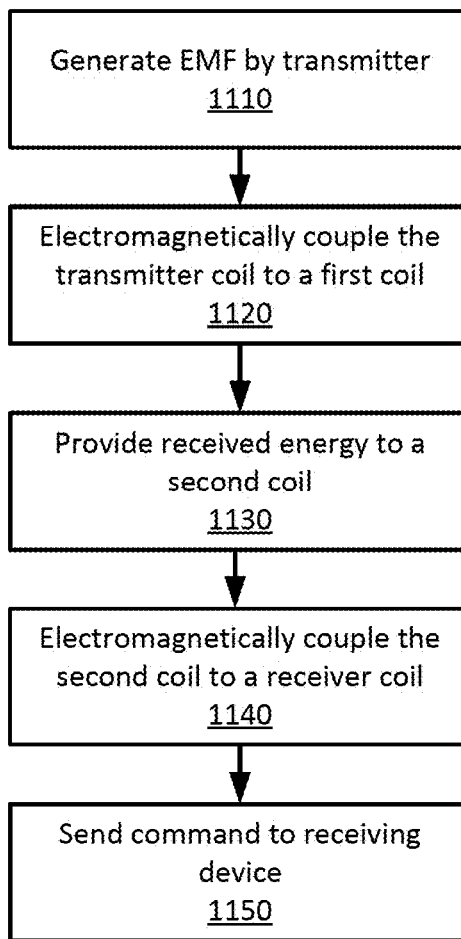 Generate EMF by transmitter
1110
Electromagnetically couple the
transmitter coil to a first coil
1120
Provide received energy to a
second coil
1130
Electromagnetically couple the
second coil to a receiver coil
1140
Send command to receiving
device
1150